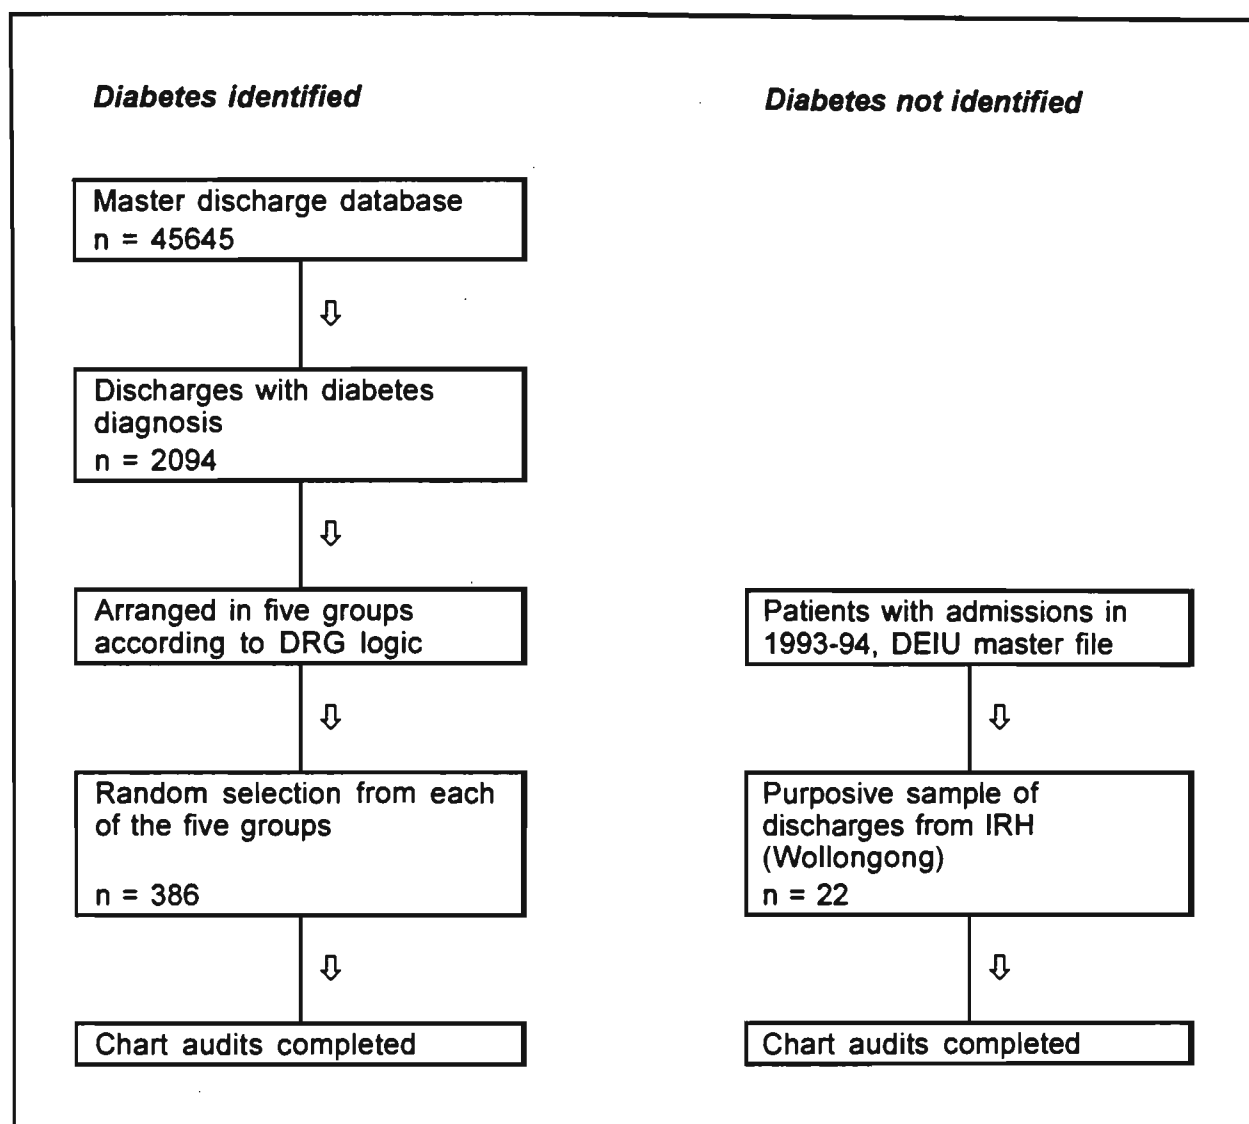 Diabetes identified
Master discharge database
n = 45645
⇩
Discharges with diabetes
diagnosis
n = 2094
⇩
Arranged in five groups
according to DRG logic
⇩
Random selection from each
of the five groups
n = 386
⇩
Chart audits completed
Diabetes not identified
Patients with admissions in
1993-94, DEIU master file
⇩
Purposive sample of
discharges from IRH
(Wollongong)
n = 22
⇩
Chart audits completed